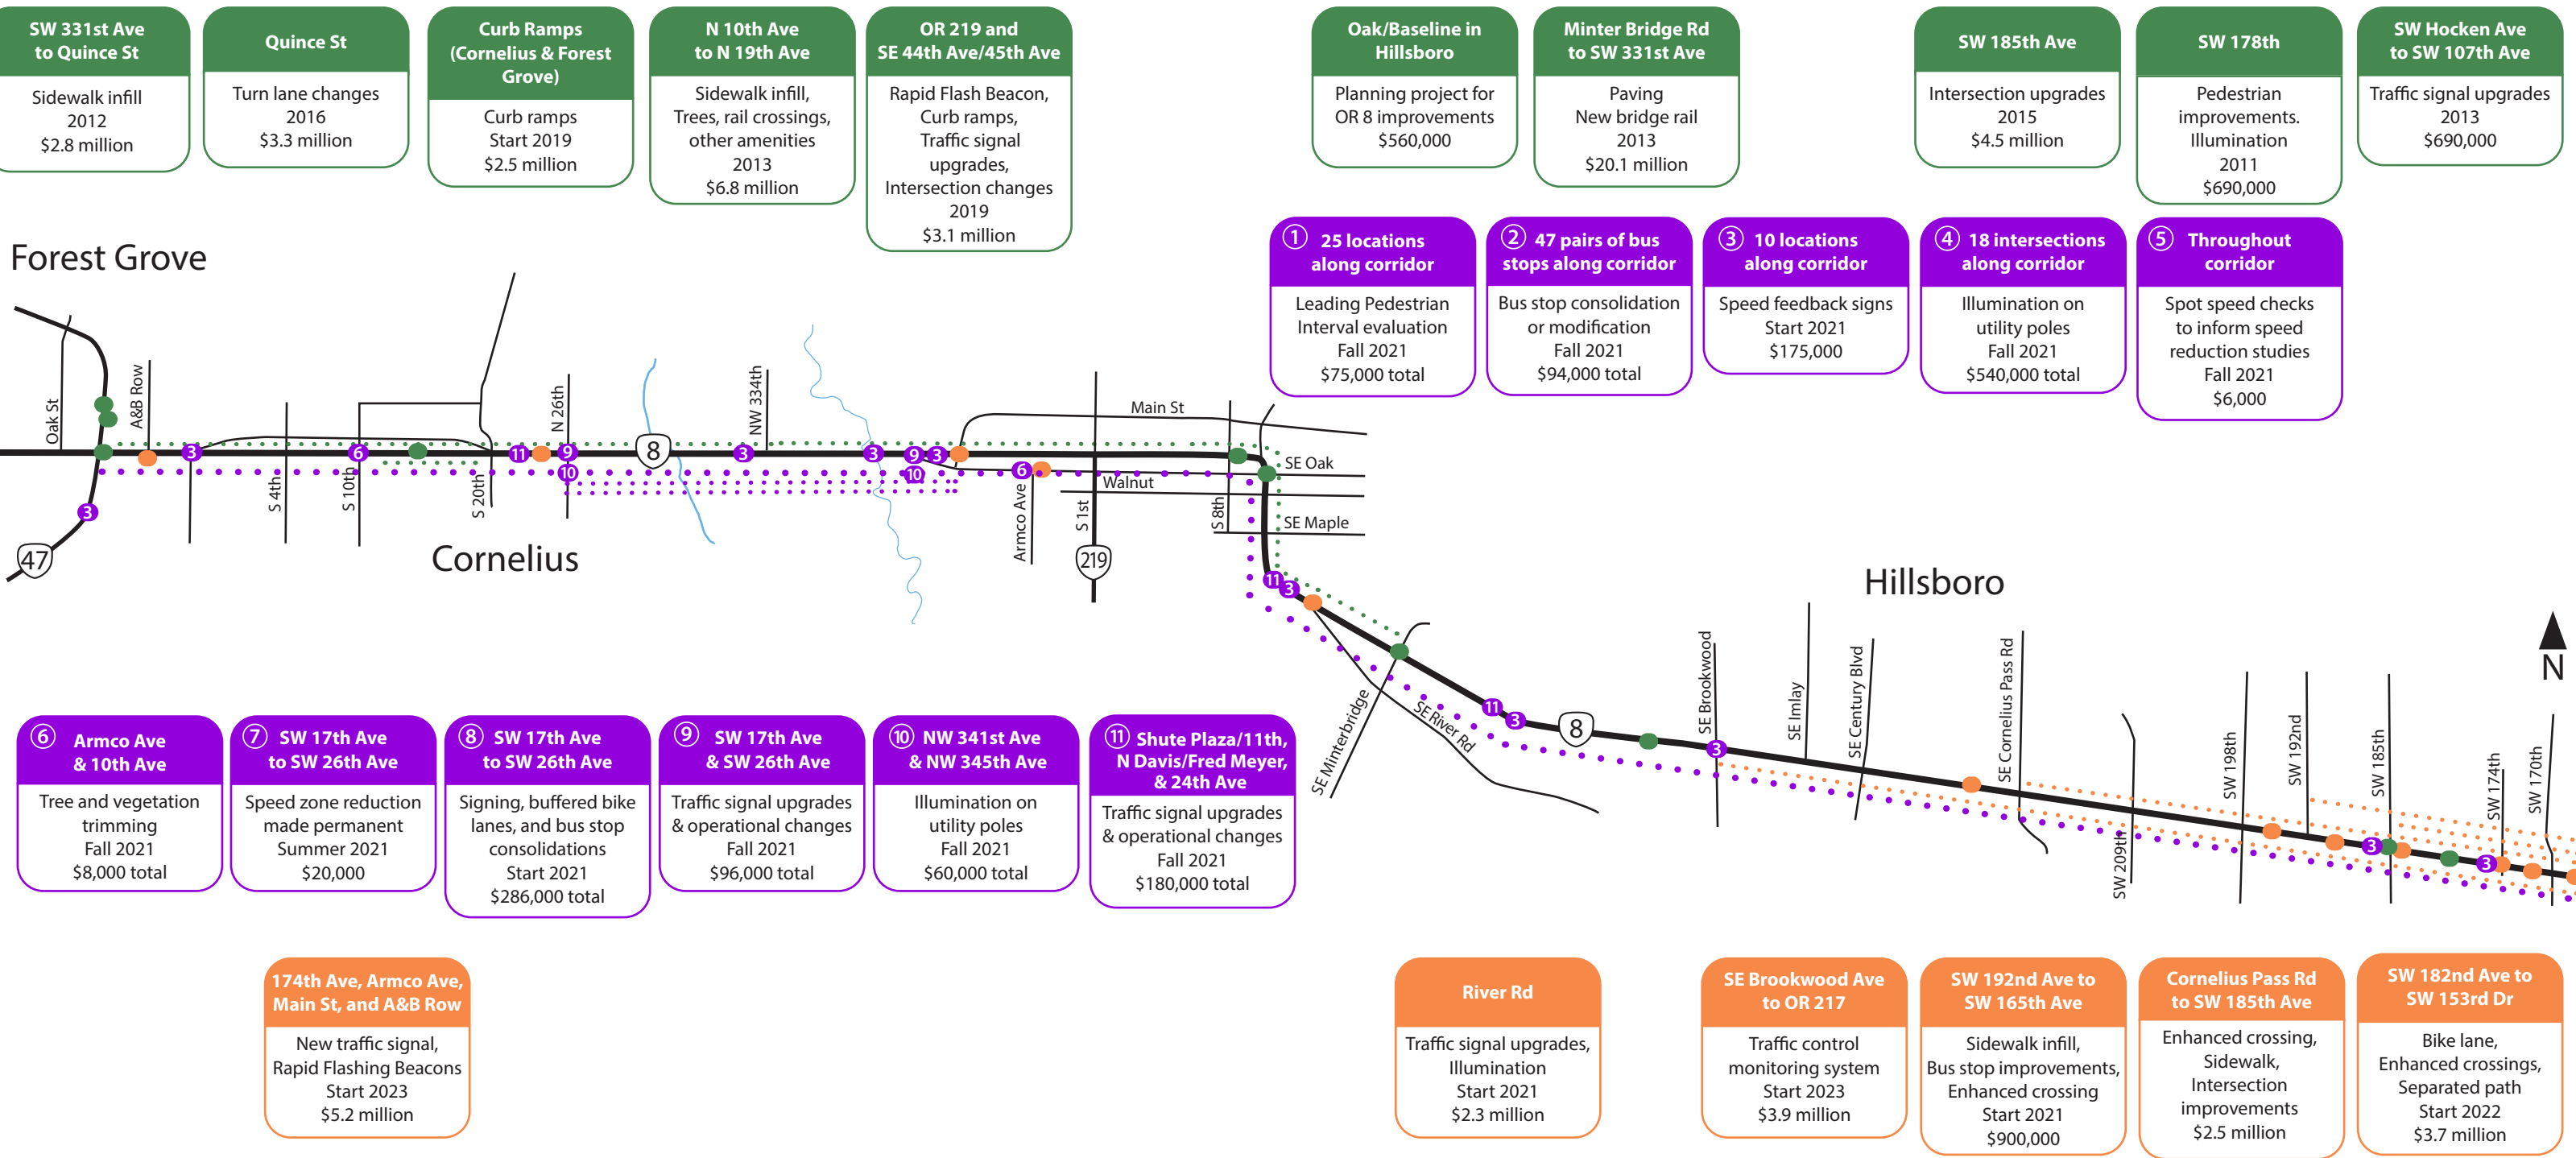 SW 331st Ave
to Quince St
Sidewalk infill
2012
$2.8 million
Quince St
Turn lane changes
2016
$3.3 million
Curb Ramps
(Cornelius & Forest
Grove)
Curb ramps
Start 2019
$2.5 million
N 10th Ave
to N 19th Ave
Sidewalk infill,
Trees, rail crossings,
other amenities
2013
$6.8 million
OR 219 and
SE 44th Ave/45th Ave
Rapid Flash Beacon,
Curb ramps,
Traffic signal
upgrades,
Intersection changes
2019
$3.1 million
Oak/Baseline in
Hillsboro
Planning project for
OR 8 improvements
$560,000
Minter Bridge Rd
to SW 331st Ave
Paving
New bridge rail
2013
$20.1 million
SW 185th Ave
Intersection upgrades
2015
$4.5 million
SW 178th
Pedestrian
improvements.
Illumination
2011
$690,000
SW Hocken Ave
to SW 107th Ave
Traffic signal upgrades
2013
$690,000
① 25 locations
along corridor
Leading Pedestrian
Interval evaluation
Fall 2021
$75,000 total
② 47 pairs of bus
stops along corridor
Bus stop consolidation
or modification
Fall 2021
$94,000 total
③ 10 locations
along corridor
Speed feedback signs
Start 2021
$175,000
④ 18 intersections
along corridor
Illumination on
utility poles
Fall 2021
$540,000 total
⑤ Throughout
corridor
Spot speed checks
to inform speed
reduction studies
Fall 2021
$6,000
Forest Grove
Oak St
A&B Row
3
S 4th
6
S 10th
S 20th
11
9
N 26th
10
8
3
NW 334th
3
9
3
10
6
Armco Ave
Main St
SE Oak
Walnut
S 1st
S 8th
SE Maple
3
47
Cornelius
219
11
3
Hillsboro
N
SE Minterbridge
SE River Rd
11
3
8
SE Brookwood
3
SE Imlay
SE Century Blvd
SE Cornelius Pass Rd
SW 209th
SW 198th
SW 192nd
SW 185th
3
SW 174th
3
SW 170th
⑥ Armco Ave
& 10th Ave
Tree and vegetation
trimming
Fall 2021
$8,000 total
⑦ SW 17th Ave
to SW 26th Ave
Speed zone reduction
made permanent
Summer 2021
$20,000
⑧ SW 17th Ave
to SW 26th Ave
Signing, buffered bike
lanes, and bus stop
consolidations
Start 2021
$286,000 total
⑨ SW 17th Ave
& SW 26th Ave
Traffic signal upgrades
& operational changes
Fall 2021
$96,000 total
⑩ NW 341st Ave
& NW 345th Ave
Illumination on
utility poles
Fall 2021
$60,000 total
⑪ Shute Plaza/11th,
N Davis/Fred Meyer,
& 24th Ave
Traffic signal upgrades
& operational changes
Fall 2021
$180,000 total
174th Ave, Armco Ave,
Main St, and A&B Row
New traffic signal,
Rapid Flashing Beacons
Start 2023
$5.2 million
River Rd
Traffic signal upgrades,
Illumination
Start 2021
$2.3 million
SE Brookwood Ave
to OR 217
Traffic control
monitoring system
Start 2023
$3.9 million
SW 192nd Ave to
SW 165th Ave
Sidewalk infill,
Bus stop improvements,
Enhanced crossing
Start 2021
$900,000
Cornelius Pass Rd
to SW 185th Ave
Enhanced crossing,
Sidewalk,
Intersection
improvements
$2.5 million
SW 182nd Ave to
SW 153rd Dr
Bike lane,
Enhanced crossings,
Separated path
Start 2022
$3.7 million